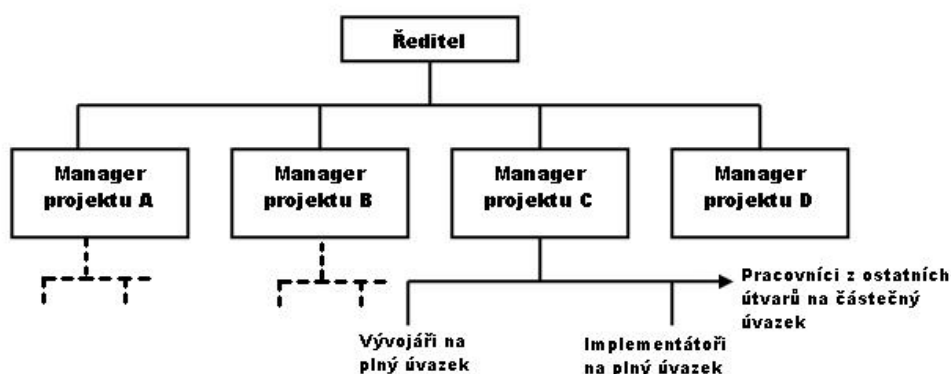 Ředitel
Manager
projektu A
Manager
projektu B
Manager
projektu C
Manager
projektu D
Pracovníci z ostatních
útvarů na částečný
úvazek
Vývojáři na
plný úvazek
Implementátoři
na plný úvazek